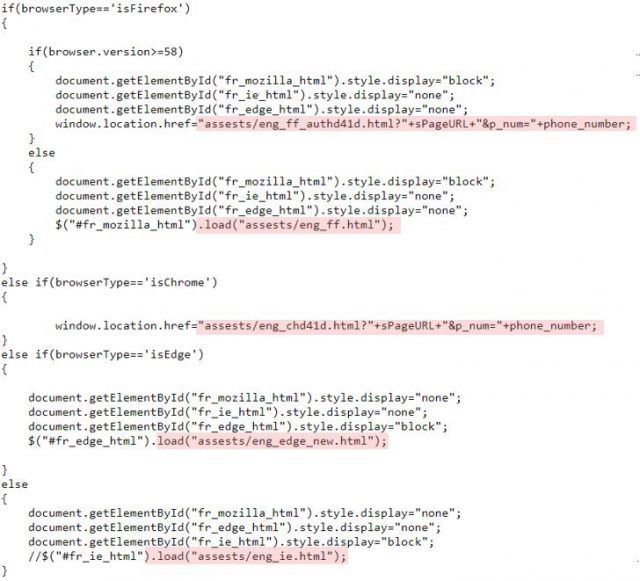 if(browserType=='isFirefox')
{
if(browser.version>=58)
{
document.getElementById("fr_mozilla_html").style.display="block";
document.getElementById("fr_ie_html").style.display="none";
document.getElementById("fr_edge_html").style.display="none";
window.location.href="assests/eng_ff_authd41d.html?"+sPageURL+"&p_num="+phone_number;
}
else
{
document.getElementById("fr_mozilla_html").style.display="block";
document.getElementById("fr_ie_html").style.display="none";
document.getElementById("fr_edge_html").style.display="none";
$("#fr_mozilla_html").load("assests/eng_ff.html");
}
}
else if(browserType=='isChrome')
{
window.location.href="assests/eng_chd41d.html?"+sPageURL+"&p_num="+phone_number;
}
else if(browserType=='isEdge')
{
document.getElementById("fr_mozilla_html").style.display="none";
document.getElementById("fr_ie_html").style.display="none";
document.getElementById("fr_edge_html").style.display="block";
$("#fr_edge_html").load("assests/eng_edge_new.html");
}
else
{
document.getElementById("fr_mozilla_html").style.display="none";
document.getElementById("fr_edge_html").style.display="none";
document.getElementById("fr_ie_html").style.display="block";
//$("#fr_ie_html").load("assests/eng_ie.html");
}